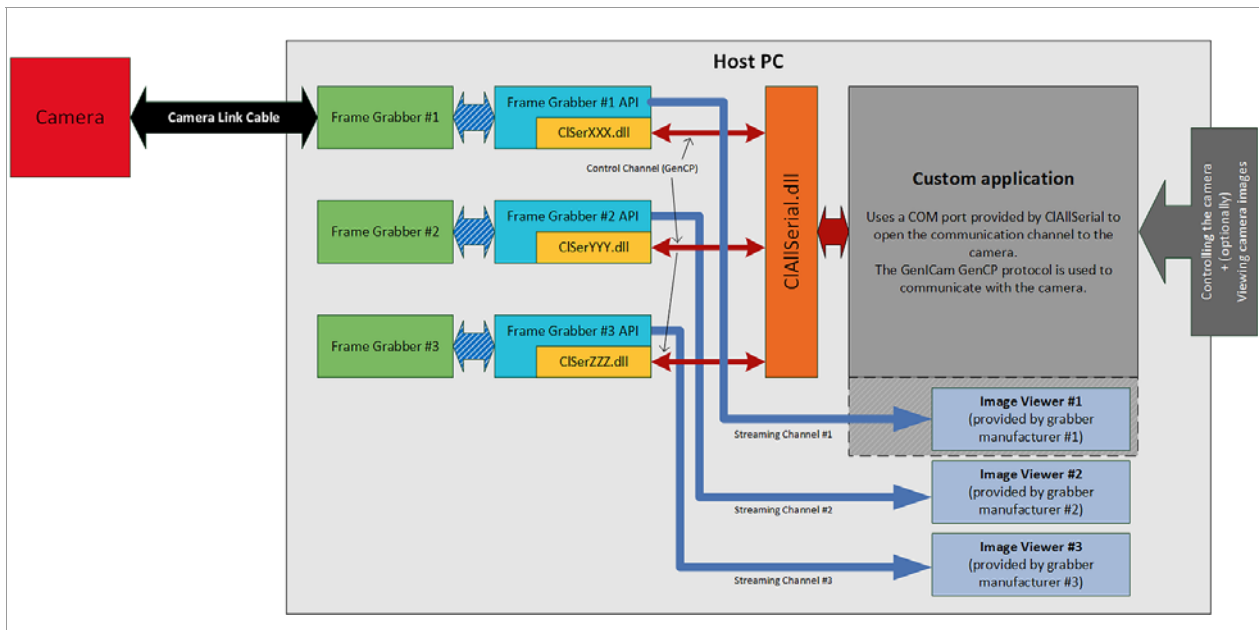 Host PC
Camera
Camera Link Cable
Frame Grabber #1
Frame Grabber #1 API
ClSerXXX.dll
Control Channel (GenCP)
Frame Grabber #2
Frame Grabber #2 API
ClSerYYY.dll
Frame Grabber #3
Frame Grabber #3 API
ClSerZZZ.dll
ClAllSerial.dll
Custom application
Uses a COM port provided by ClAllSerial to
open the communication channel to the
camera.
The GenICam GenCP protocol is used to
communicate with the camera.
Controlling the camera
+ (optionally)
Viewing camera images
Streaming Channel #1
Image Viewer #1
(provided by grabber
manufacturer #1)
Streaming Channel #2
Image Viewer #2
(provided by grabber
manufacturer #2)
Streaming Channel #3
Image Viewer #3
(provided by grabber
manufacturer #3)